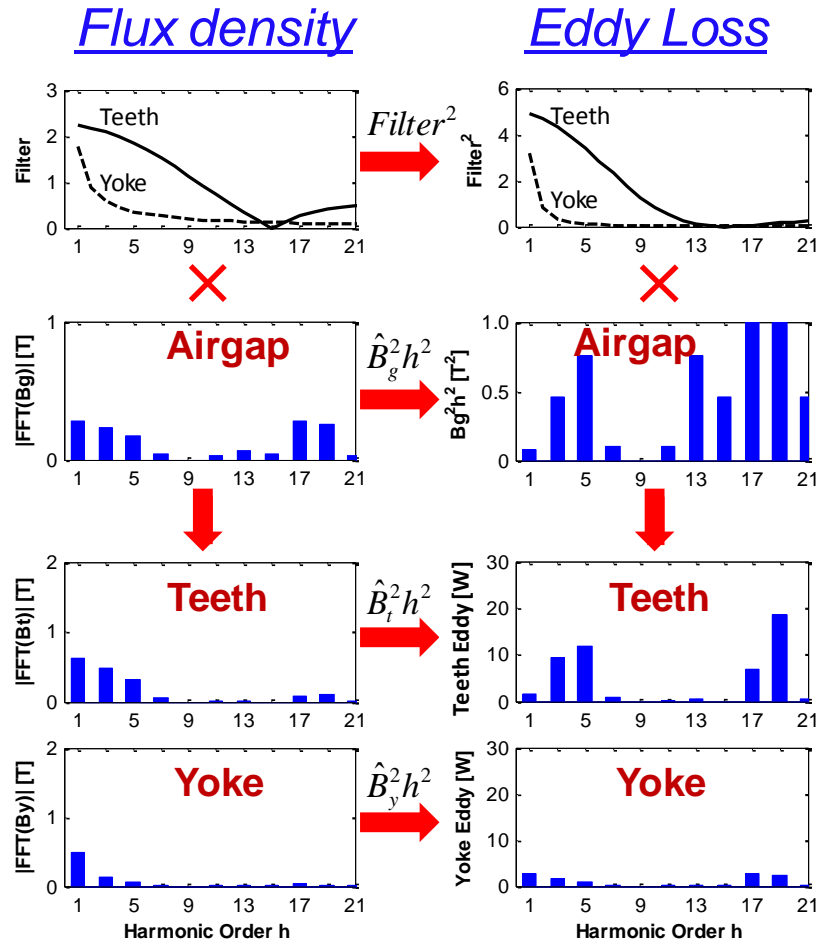 Flux density
Eddy Loss
Filter
3
2
1
0
Teeth
Yoke
1 5 9 13 17 21
Filter²
Filter²
6
4
2
0
Teeth
Yoke
1 5 9 13 17 21
|FFT(Bg)| [T]
1
0
Airgap
1 5 9 13 17 21
B̂g²h²
Bg²h² [T²]
1.0
0.5
0
Airgap
1 5 9 13 17 21
|FFT(Bt)| [T]
2
1
0
Teeth
1 5 9 13 17 21
B̂t²h²
Teeth Eddy [W]
30
20
10
0
Teeth
1 5 9 13 17 21
|FFT(By)| [T]
2
1
0
Yoke
1 5 9 13 17 21
Harmonic Order h
B̂y²h²
Yoke Eddy [W]
30
20
10
0
Yoke
1 5 9 13 17 21
Harmonic Order h